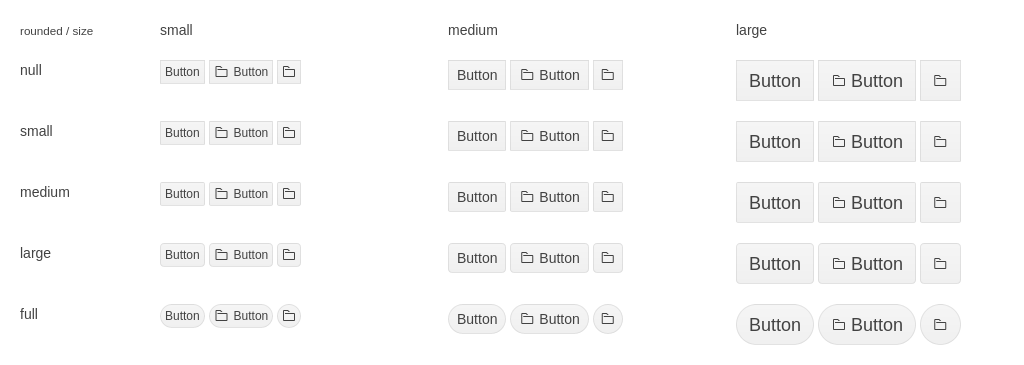 rounded / size small medium large
null Button Button Button Button Button Button
small Button Button Button Button Button Button
medium Button Button Button Button Button Button
large Button Button Button Button Button Button
full Button Button Button Button Button Button